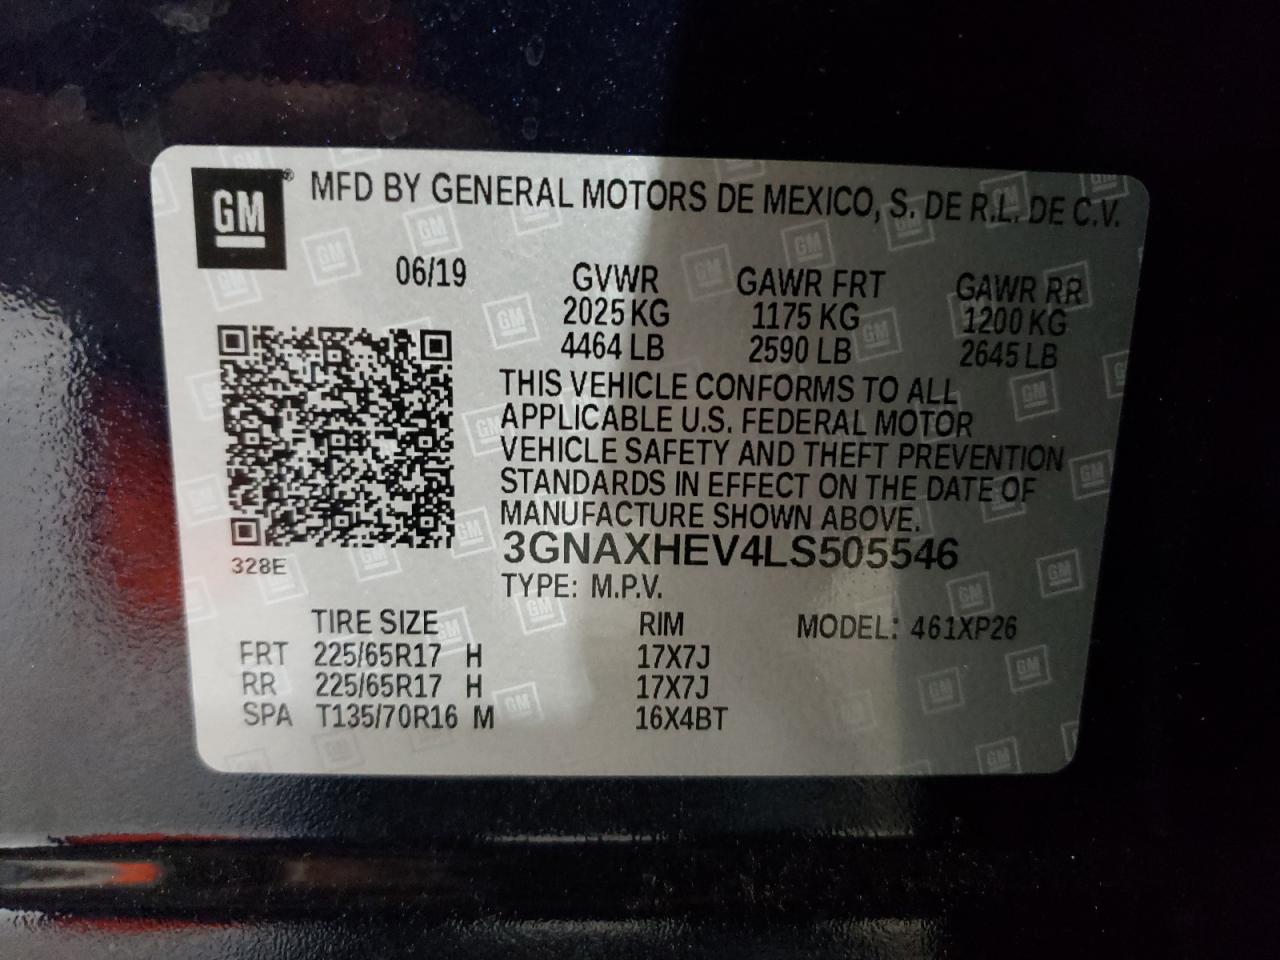 GM® MFD BY GENERAL MOTORS DE MEXICO, S. DE R.L. DE C.V.
06/19 GVWR GAWR FRT GAWR RR
2025 KG 1175 KG 1200 KG
4464 LB 2590 LB 2645 LB
THIS VEHICLE CONFORMS TO ALL
APPLICABLE U.S. FEDERAL MOTOR
VEHICLE SAFETY AND THEFT PREVENTION
STANDARDS IN EFFECT ON THE DATE OF
MANUFACTURE SHOWN ABOVE.
3GNAXHEV4LS505546
328E TYPE: M.P.V.
TIRE SIZE RIM MODEL: 461XP26
FRT 225/65R17 H 17X7J
RR 225/65R17 H 17X7J
SPA T135/70R16 M 16X4BT